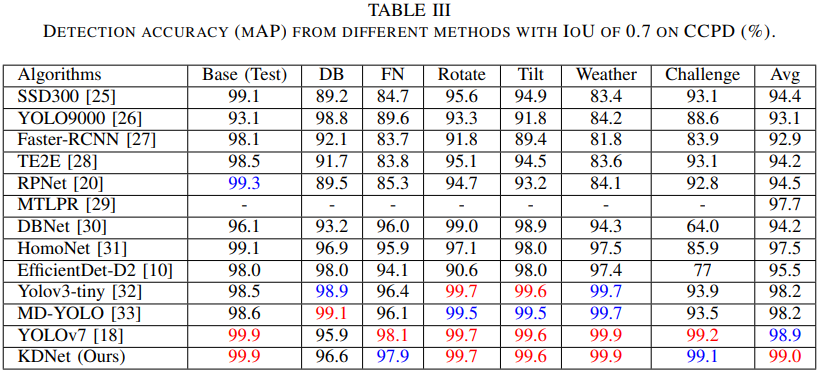 TABLE III
DETECTION ACCURACY (MAP) FROM DIFFERENT METHODS WITH IOU OF 0.7 ON CCPD (%).
Algorithms Base (Test) DB FN Rotate Tilt Weather Challenge Avg
SSD300 [25] 99.1 89.2 84.7 95.6 94.9 83.4 93.1 94.4
YOLO9000 [26] 93.1 98.8 89.6 93.3 91.8 84.2 88.6 93.1
Faster-RCNN [27] 98.1 92.1 83.7 91.8 89.4 81.8 83.9 92.9
TE2E [28] 98.5 91.7 83.8 95.1 94.5 83.6 93.1 94.2
RPNet [20] 99.3 89.5 85.3 94.7 93.2 84.1 92.8 94.5
MTLPR [29] - - - - - - - 97.7
DBNet [30] 96.1 93.2 96.0 99.0 98.9 94.3 64.0 94.2
HomoNet [31] 99.1 96.9 95.9 97.1 98.0 97.5 85.9 97.5
EfficientDet-D2 [10] 98.0 98.0 94.1 90.6 98.0 97.4 77 95.5
Yolov3-tiny [32] 98.5 98.9 96.4 99.7 99.6 99.7 93.9 98.2
MD-YOLO [33] 98.6 99.1 96.1 99.5 99.5 99.7 93.5 98.2
YOLOv7 [18] 99.9 95.9 98.1 99.7 99.6 99.9 99.2 98.9
KDNet (Ours) 99.9 96.6 97.9 99.7 99.6 99.9 99.1 99.0